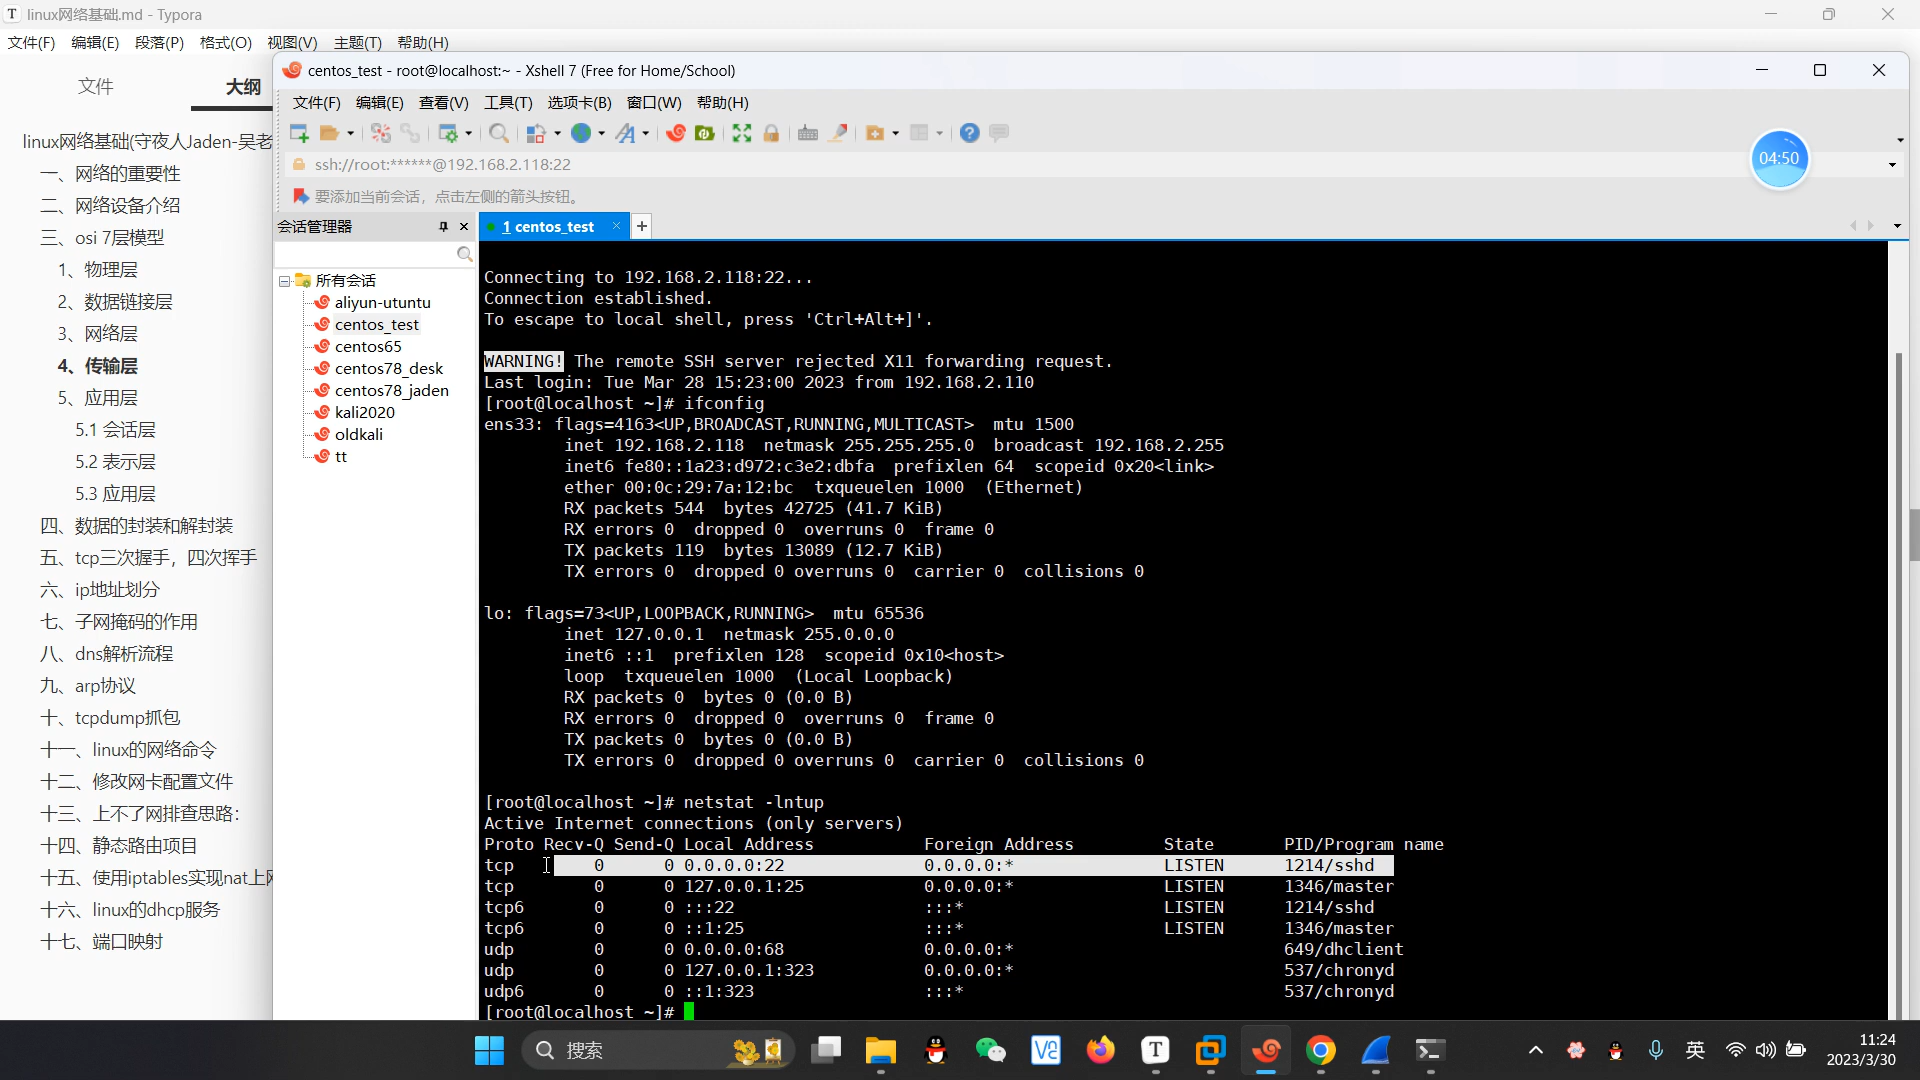 linux网络基础.md - Typora
文件(F) 编辑(E) 段落(P) 格式(O) 视图(V) 主题(T) 帮助(H)
文件 大纲
linux网络基础(守夜人Jaden-吴老
一、网络的重要性
二、网络设备介绍
三、osi 7层模型
1、物理层
2、数据链接层
3、网络层
4、传输层
5、应用层
5.1 会话层
5.2 表示层
5.3 应用层
四、数据的封装和解封装
五、tcp三次握手，四次挥手
六、ip地址划分
七、子网掩码的作用
八、dns解析流程
九、arp协议
十、tcpdump抓包
十一、linux的网络命令
十二、修改网卡配置文件
十三、上不了网排查思路：
十四、静态路由项目
十五、使用iptables实现nat上网
十六、linux的dhcp服务
十七、端口映射
centos_test - root@localhost:~ - Xshell 7 (Free for Home/School)
文件(F) 编辑(E) 查看(V) 工具(T) 选项卡(B) 窗口(W) 帮助(H)
ssh://root:******@192.168.2.118:22
04:50
要添加当前会话，点击左侧的箭头按钮。
会话管理器
1 centos_test
所有会话
aliyun-utuntu
centos_test
centos65
centos78_desk
centos78_jaden
kali2020
oldkali
tt
Connecting to 192.168.2.118:22...
Connection established.
To escape to local shell, press 'Ctrl+Alt+]'.
WARNING! The remote SSH server rejected X11 forwarding request.
Last login: Tue Mar 28 15:23:00 2023 from 192.168.2.110
[root@localhost ~]# ifconfig
ens33: flags=4163<UP,BROADCAST,RUNNING,MULTICAST>  mtu 1500
inet 192.168.2.118  netmask 255.255.255.0  broadcast 192.168.2.255
inet6 fe80::1a23:d972:c3e2:dbfa  prefixlen 64  scopeid 0x20<link>
ether 00:0c:29:7a:12:bc  txqueuelen 1000  (Ethernet)
RX packets 544  bytes 42725 (41.7 KiB)
RX errors 0  dropped 0  overruns 0  frame 0
TX packets 119  bytes 13089 (12.7 KiB)
TX errors 0  dropped 0 overruns 0  carrier 0  collisions 0
lo: flags=73<UP,LOOPBACK,RUNNING>  mtu 65536
inet 127.0.0.1  netmask 255.0.0.0
inet6 ::1  prefixlen 128  scopeid 0x10<host>
loop  txqueuelen 1000  (Local Loopback)
RX packets 0  bytes 0 (0.0 B)
RX errors 0  dropped 0  overruns 0  frame 0
TX packets 0  bytes 0 (0.0 B)
TX errors 0  dropped 0 overruns 0  carrier 0  collisions 0
[root@localhost ~]# netstat -lntup
Active Internet connections (only servers)
Proto Recv-Q Send-Q Local Address Foreign Address State PID/Program name
tcp 0 0 0.0.0.0:22 0.0.0.0:* LISTEN 1214/sshd
tcp 0 0 127.0.0.1:25 0.0.0.0:* LISTEN 1346/master
tcp6 0 0 :::22 :::* LISTEN 1214/sshd
tcp6 0 0 ::1:25 :::* LISTEN 1346/master
udp 0 0 0.0.0.0:68 0.0.0.0:* 649/dhclient
udp 0 0 127.0.0.1:323 0.0.0.0:* 537/chronyd
udp6 0 0 ::1:323 :::* 537/chronyd
[root@localhost ~]#
搜索
英
11:24
2023/3/30